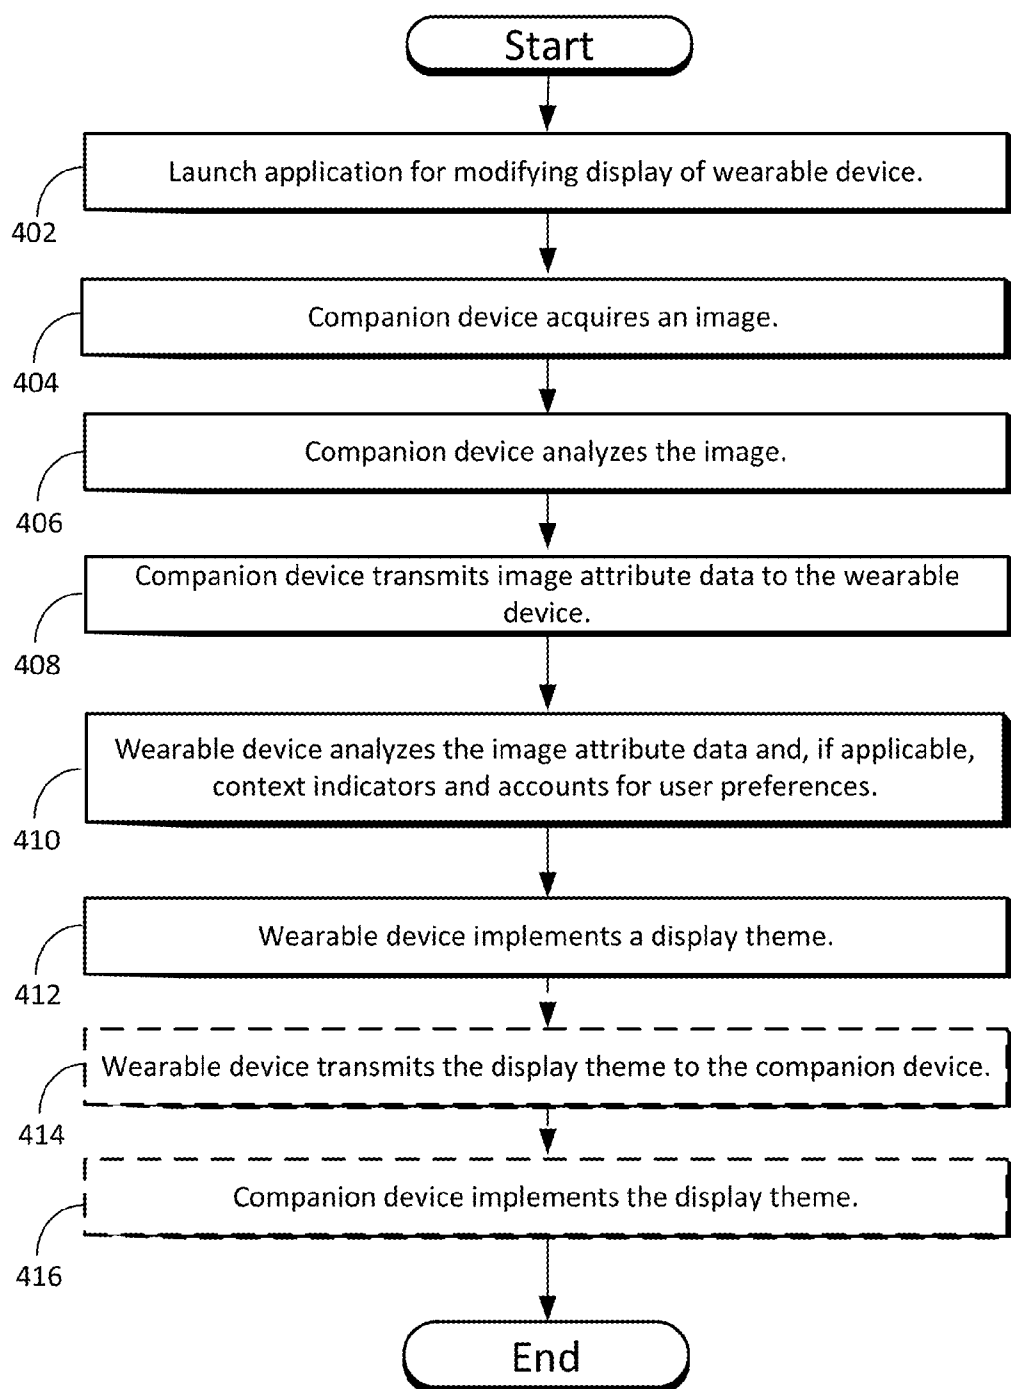 Start
Launch application for modifying display of wearable device.
402
Companion device acquires an image.
404
Companion device analyzes the image.
406
Companion device transmits image attribute data to the wearable
device.
408
Wearable device analyzes the image attribute data and, if applicable,
context indicators and accounts for user preferences.
410
Wearable device implements a display theme.
412
Wearable device transmits the display theme to the companion device.
414
Companion device implements the display theme.
416
End